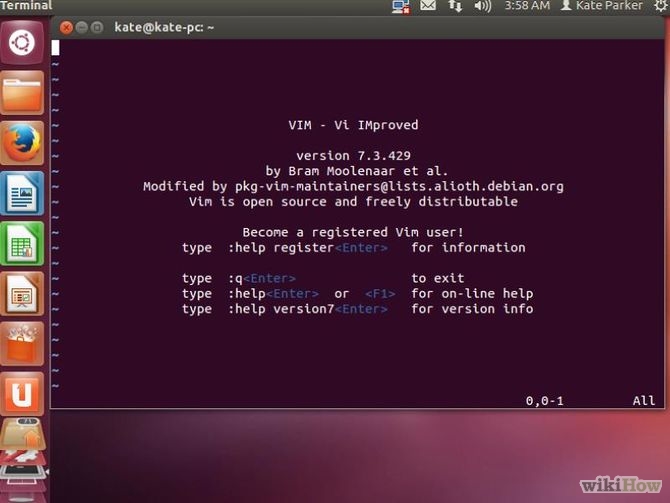 Terminal
3:58 AM
Kate Parker
kate@kate-pc: ~
~
~
~
~
VIM - Vi IMproved
~
~
version 7.3.429
~
by Bram Moolenaar et al.
~
Modified by pkg-vim-maintainers@lists.alioth.debian.org
~
Vim is open source and freely distributable
~
~
Become a registered Vim user!
~
type :help register<Enter> for information
~
~
type :q<Enter> to exit
~
type :help<Enter> or <F1> for on-line help
~
type :help version7<Enter> for version info
~
~
~
~
~
0,0-1 All
wikiHow